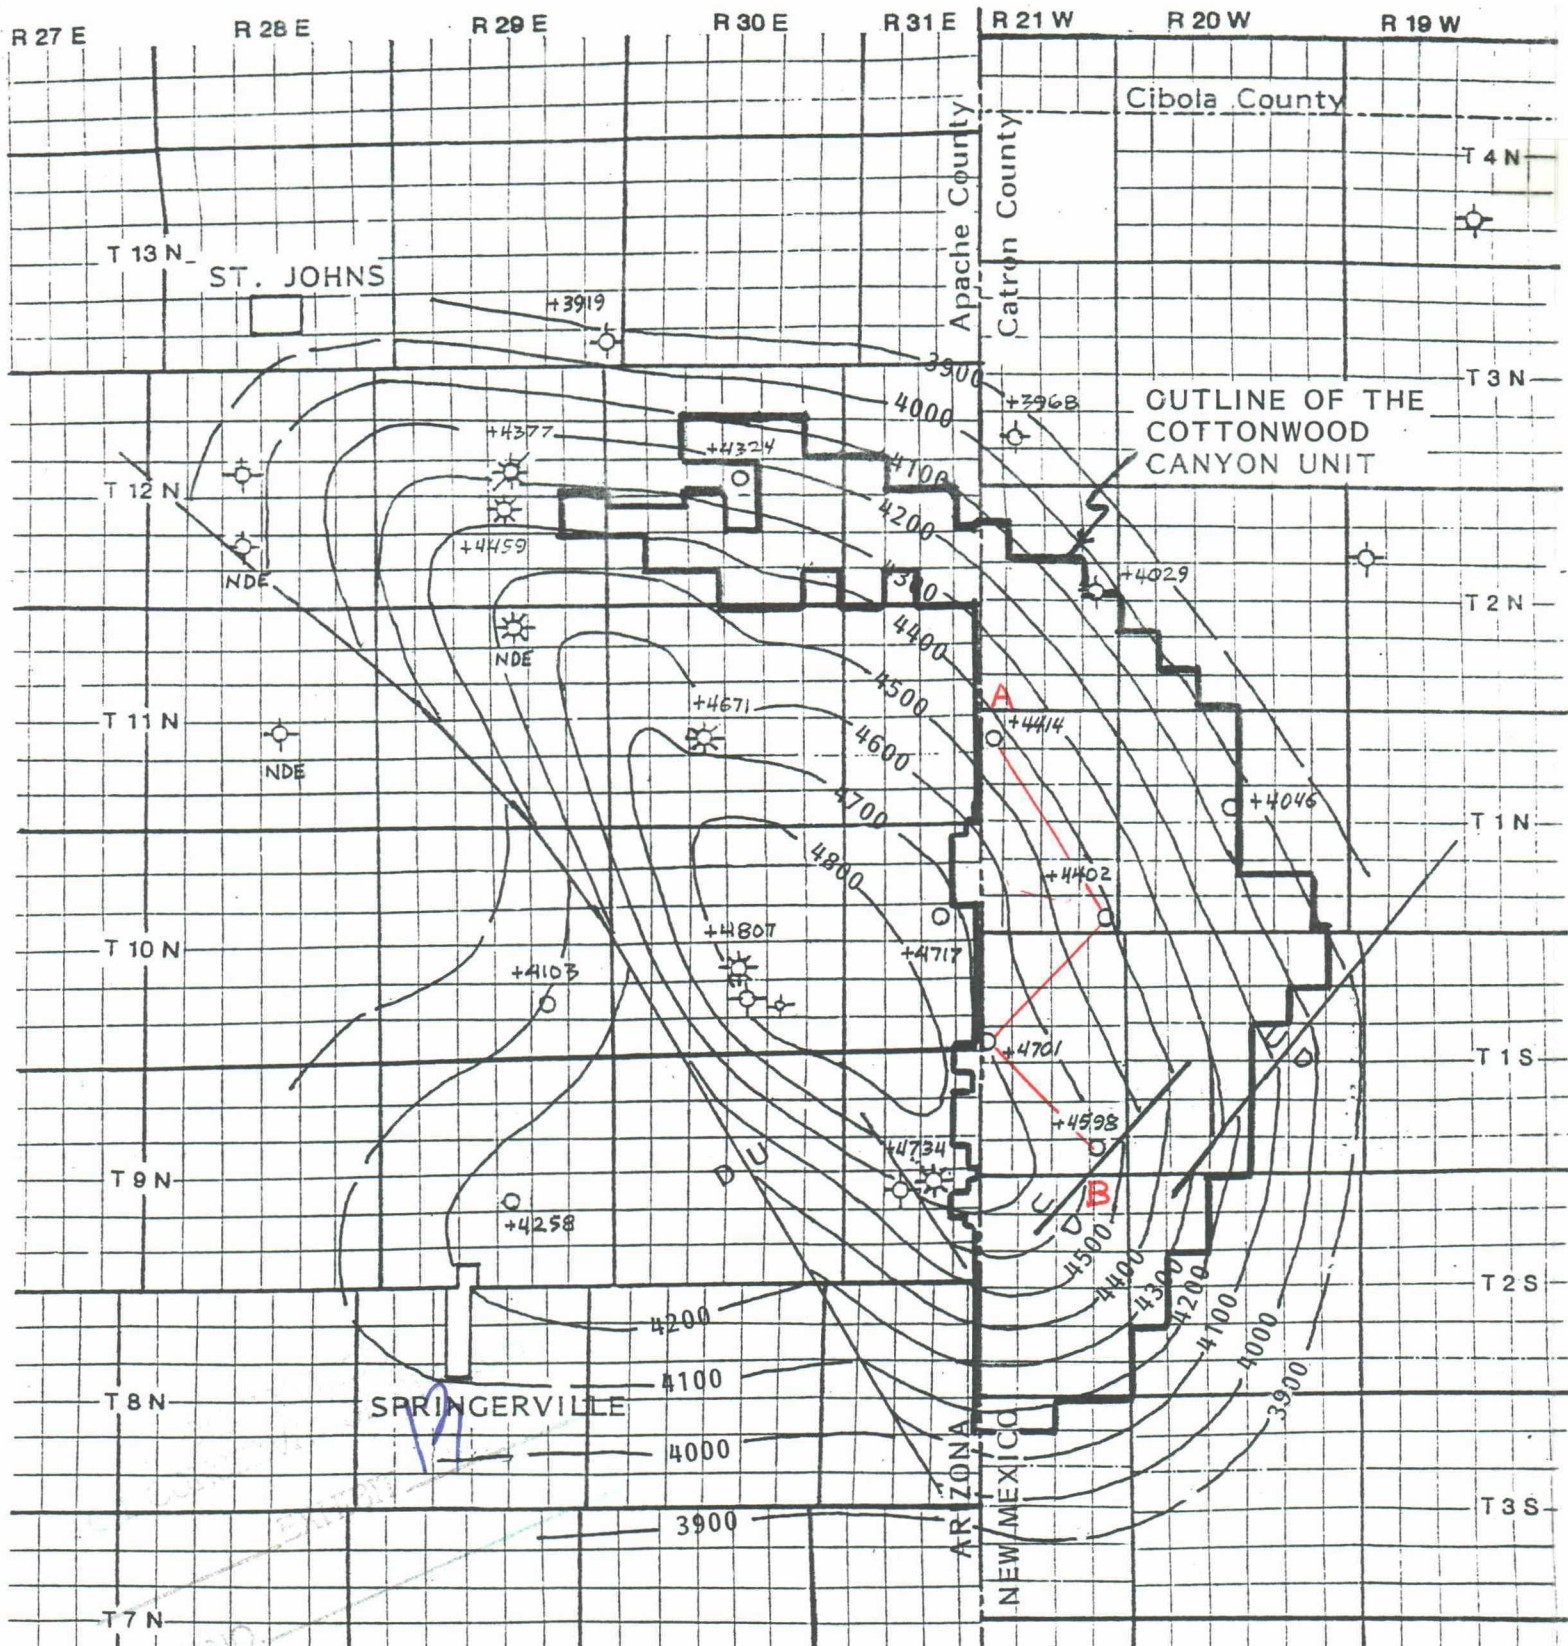 R 27 E R 28 E R 29 E R 30 E R 31 E R 21 W R 20 W R 19 W
Cibola County
Apache County
Catron County
T 4 N
T 13 N
ST. JOHNS
+3919
3900
T 3 N
4000
+3968
OUTLINE OF THE
COTTONWOOD
CANYON UNIT
+4377
+4324
4100
T 12 N
4200
+4459
NDE
4300
+4029
T 2 N
4400
NDE
4500
+4671
A
+4414
T 11 N
4600
NDE
4700
+4046
T 1 N
4800
+4402
+4807
+4717
T 10 N
+4103
+4701
U
D
T 1 S
+4598
+4734
D U
T 9 N
B
U
D
+4258
4500
4400
4300
4200
4100
4000
3900
T 2 S
4200
4100
T 8 N
SPRINGERVILLE
4000
ARIZONA
NEW MEXICO
T 3 S
3900
T 7 N